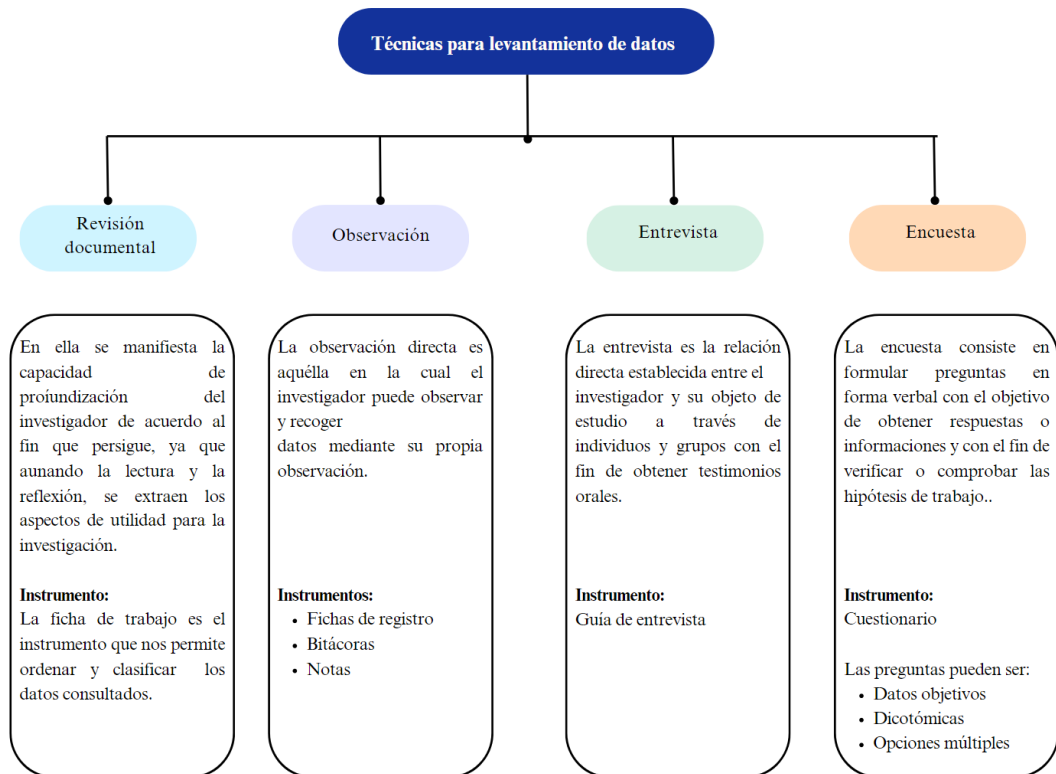 Técnicas para levantamiento de datos
Revisión
documental
Observación
Entrevista
Encuesta
En ella se manifiesta la
capacidad de
proíundización del
investigador de acuerdo al
fin que persigue, ya que
aunando la lectura y la
reflexión, se extraen los
aspectos de utilidad para la
investigación.
Instrumento:
La ficha de trabajo es el
instrumento que nos permite
ordenar y clasificar los
datos consultados.
La observación directa es
aquélla en la cual el
investigador puede observar
y recoger
datos mediante su propia
observación.
Instrumentos:
• Fichas de registro
• Bitácoras
• Notas
La entrevista es la relación
directa establecida entre el
investigador y su objeto de
estudio a través de
individuos y grupos con el
fin de obtener testimonios
orales.
Instrumento:
Guía de entrevista
La encuesta consiste en
formular preguntas en
forma verbal con el objetivo
de obtener respuestas o
informaciones y con el fin de
verificar o comprobar las
hipótesis de trabajo..
Instrumento:
Cuestionario
Las preguntas pueden ser:
• Datos objetivos
• Dicotómicas
• Opciones múltiples